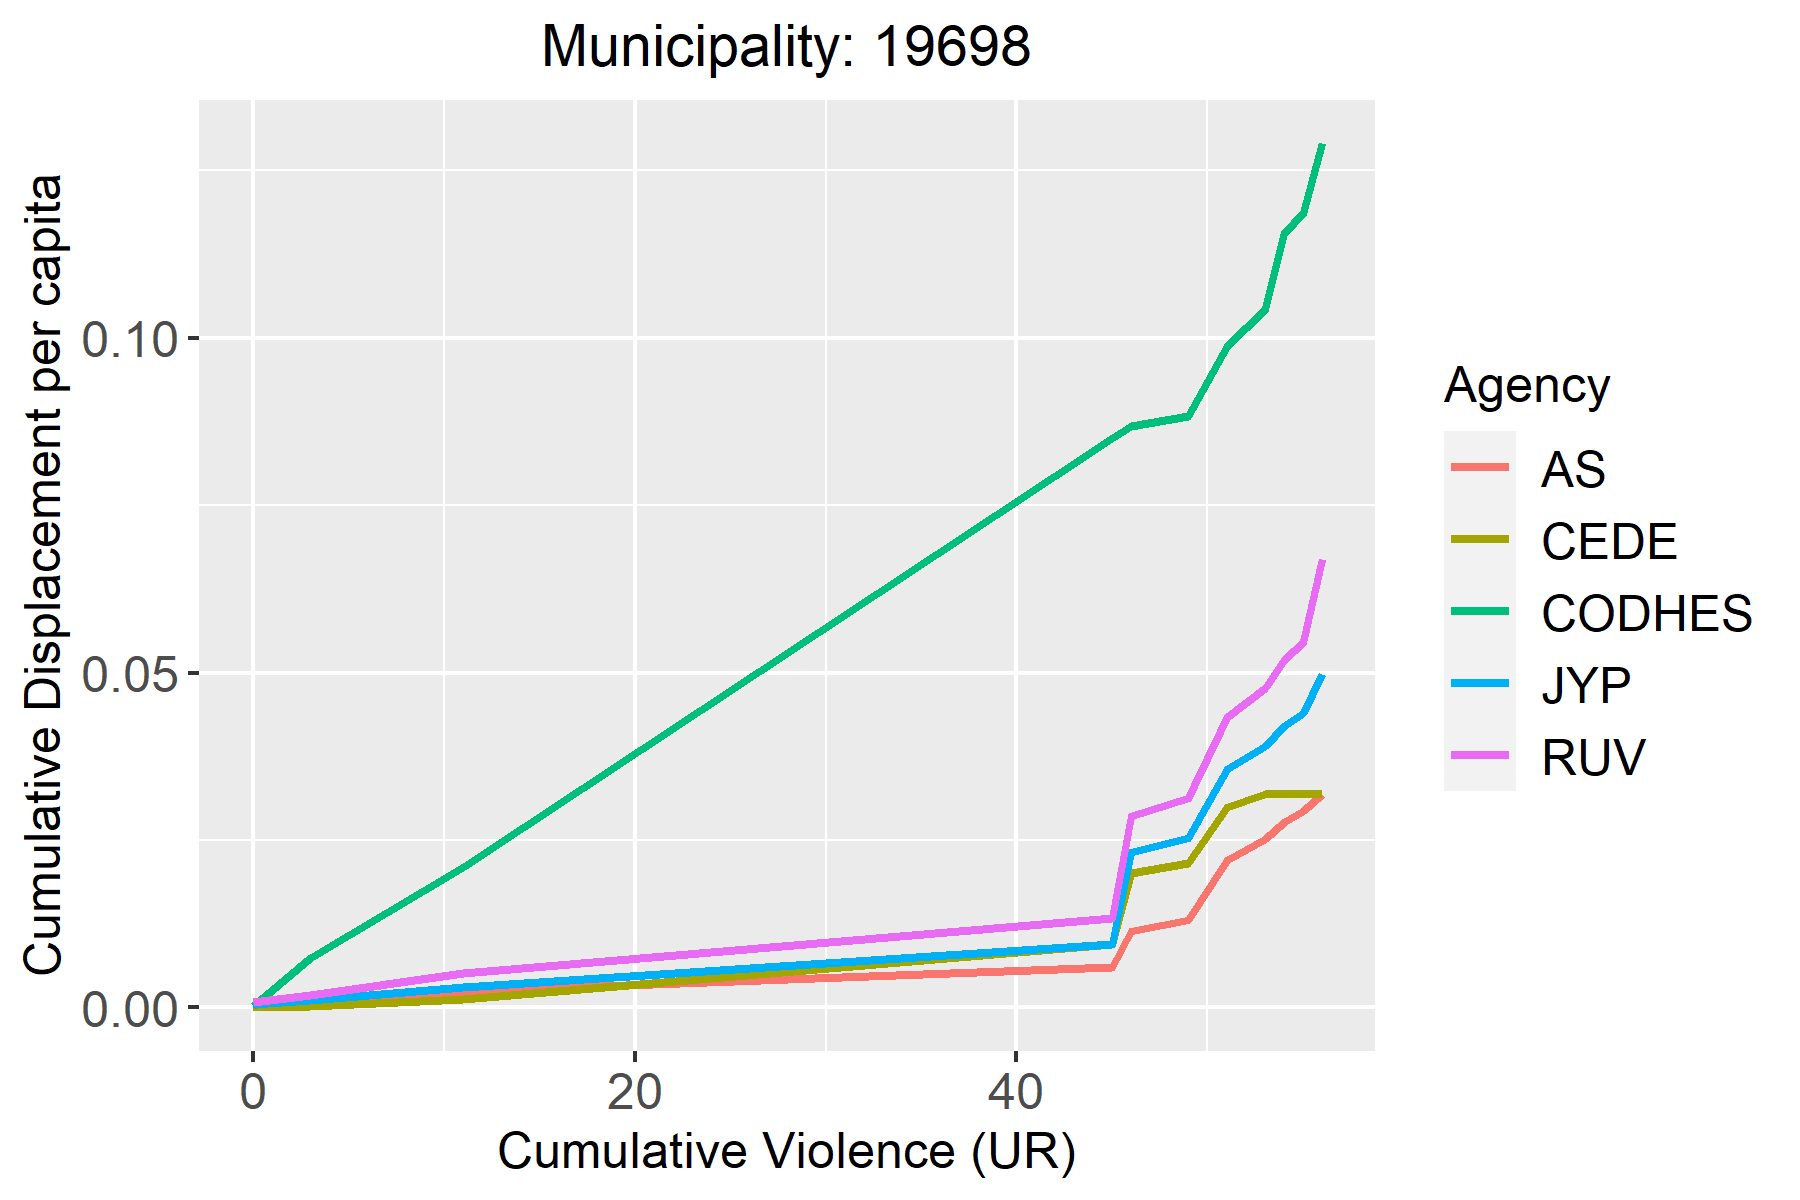 Municipality: 19698
Cumulative Displacement per capita
0.10
0.05
0.00
0
20
40
Cumulative Violence (UR)
Agency
AS
CEDE
CODHES
JYP
RUV